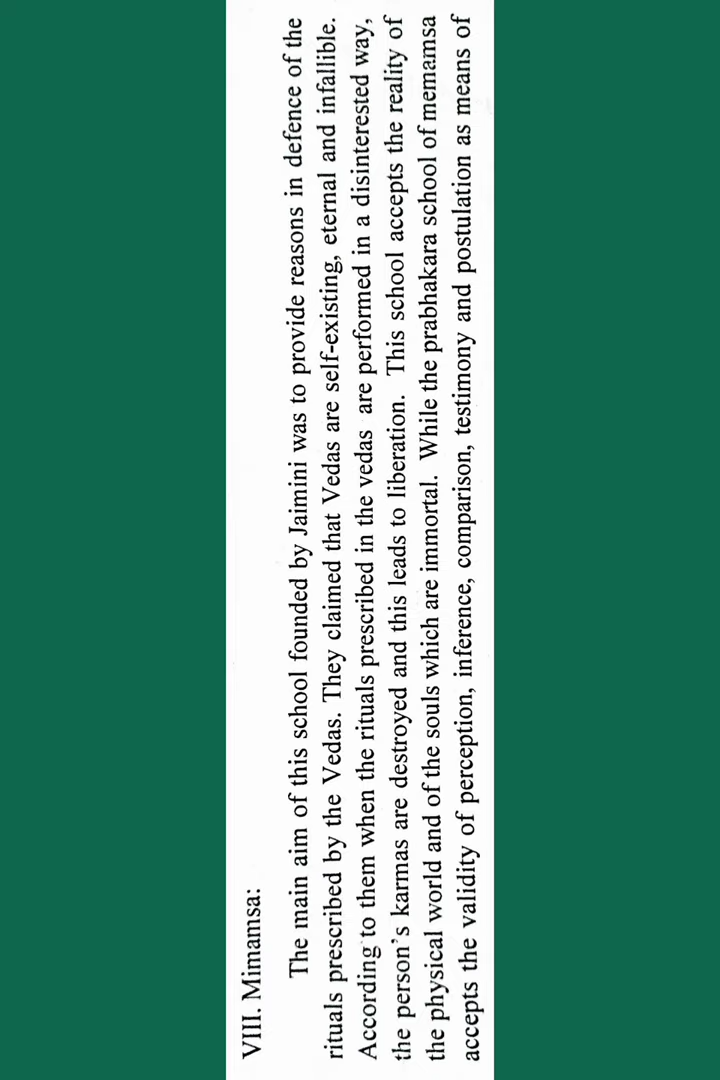 VIII. Mimamsa:
The main aim of this school founded by Jaimini was to provide reasons in defence of the
rituals prescribed by the Vedas. They claimed that Vedas are self-existing, eternal and infallible.
According to them when the rituals prescribed in the vedas are performed in a disinterested way,
the person's karmas are destroyed and this leads to liberation. This school accepts the reality of
the physical world and of the souls which are immortal. While the prabhakara school of memamsa
accepts the validity of perception, inference, comparison, testimony and postulation as means of